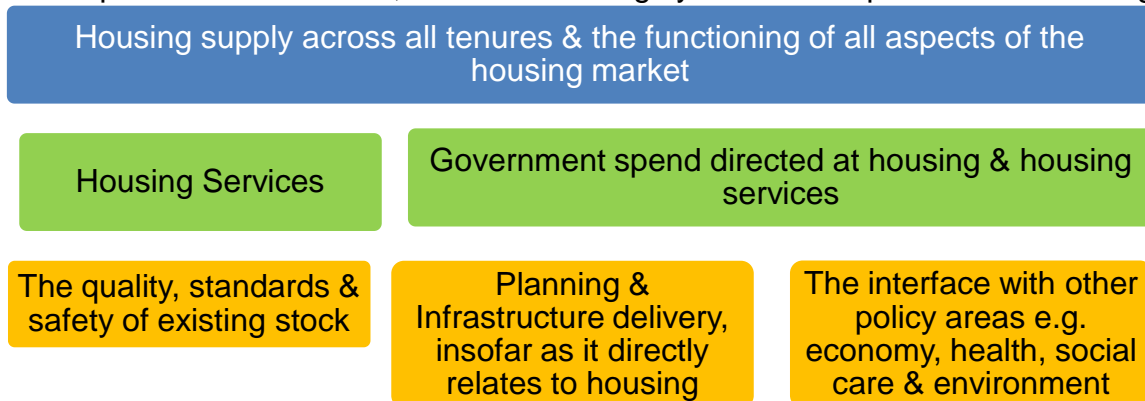 Housing supply across all tenures & the functioning of all aspects of the
housing market
Housing Services
Government spend directed at housing & housing
services
The quality, standards &
safety of existing stock
Planning &
Infrastructure delivery,
insofar as it directly
relates to housing
The interface with other
policy areas e.g.
economy, health, social
care & environment